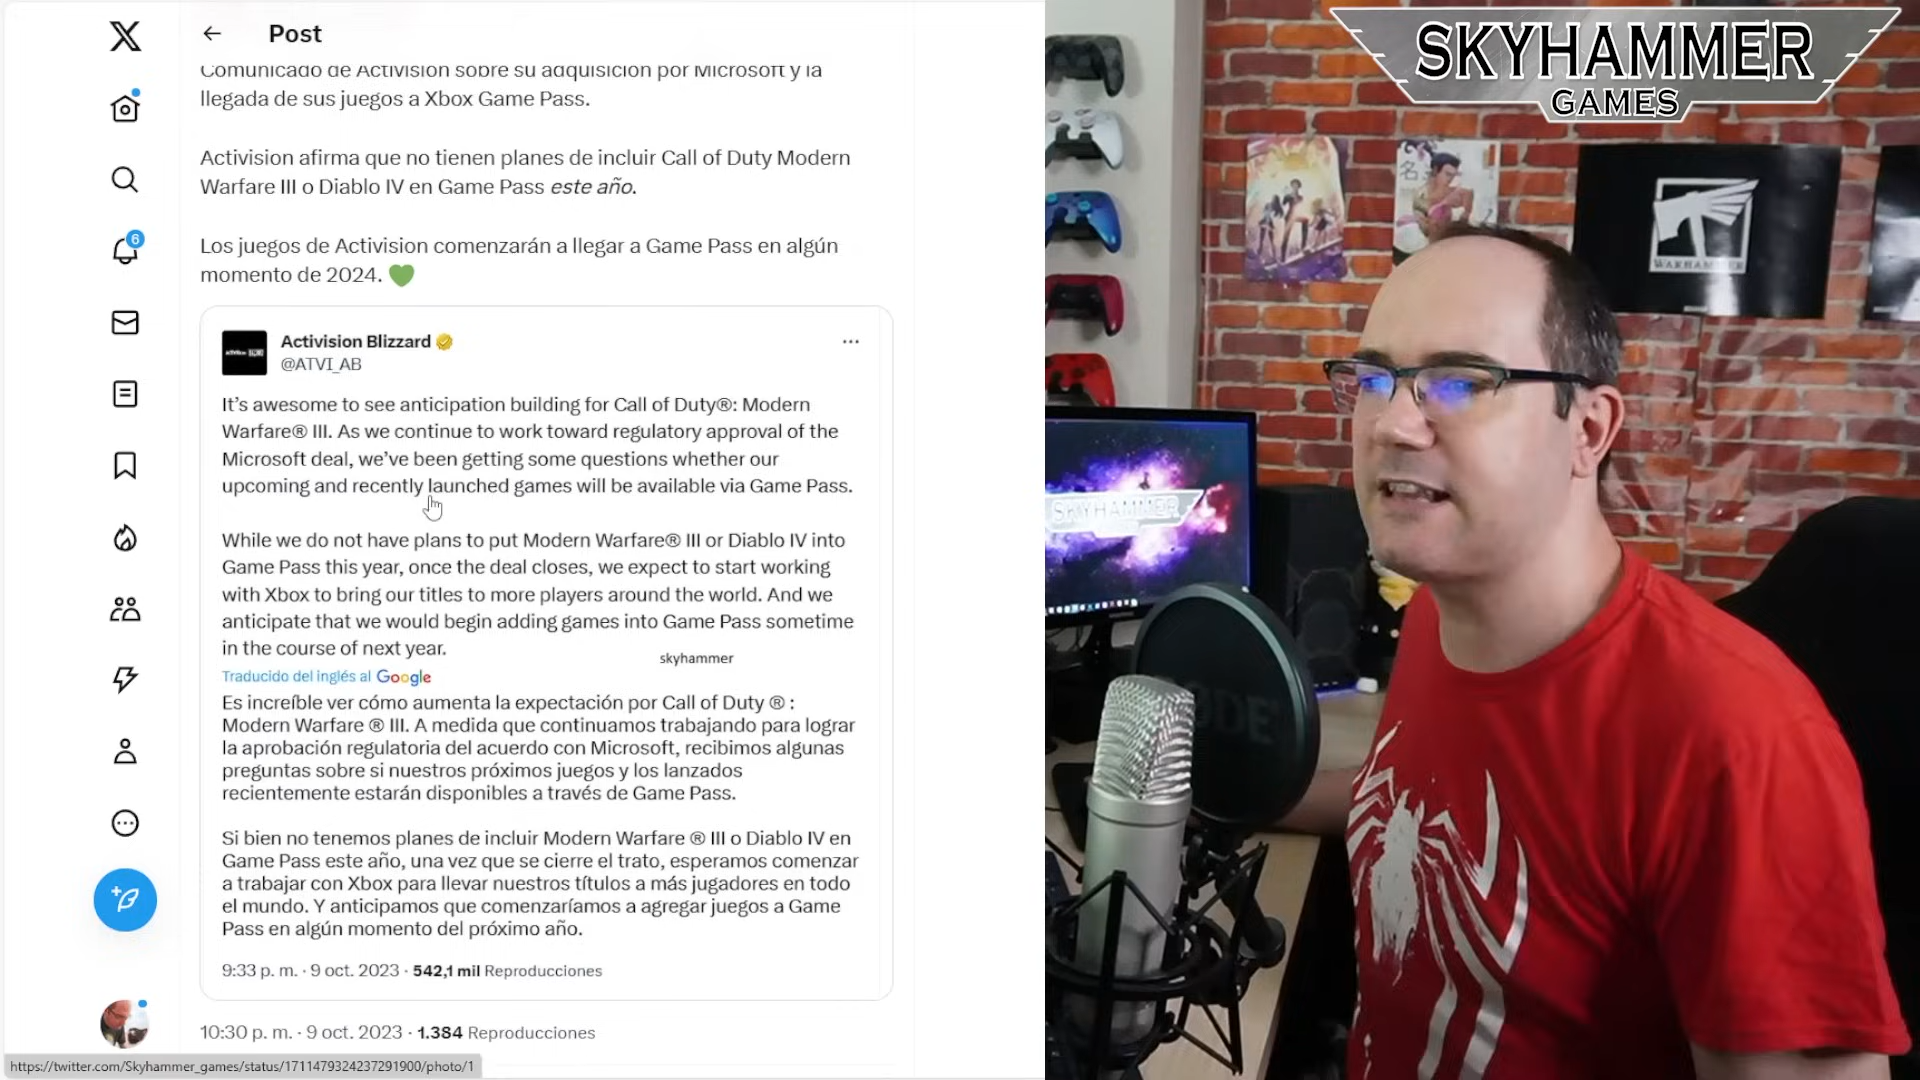 Post
Comunicado de Activision sobre su adquisición por Microsoft y la
llegada de sus juegos a Xbox Game Pass.
Activision afirma que no tienen planes de incluir Call of Duty Modern
Warfare III o Diablo IV en Game Pass este año.
Los juegos de Activision comenzarán a llegar a Game Pass en algún
momento de 2024. 💚
Activision Blizzard
@ATVI_AB
It's awesome to see anticipation building for Call of Duty®: Modern
Warfare® III. As we continue to work toward regulatory approval of the
Microsoft deal, we've been getting some questions whether our
upcoming and recently launched games will be available via Game Pass.
While we do not have plans to put Modern Warfare® III or Diablo IV into
Game Pass this year, once the deal closes, we expect to start working
with Xbox to bring our titles to more players around the world. And we
anticipate that we would begin adding games into Game Pass sometime
in the course of next year.
skyhammer
Traducido del inglés al Google
Es increíble ver cómo aumenta la expectación por Call of Duty ® :
Modern Warfare ® III. A medida que continuamos trabajando para lograr
la aprobación regulatoria del acuerdo con Microsoft, recibimos algunas
preguntas sobre si nuestros próximos juegos y los lanzados
recientemente estarán disponibles a través de Game Pass.
Si bien no tenemos planes de incluir Modern Warfare ® III o Diablo IV en
Game Pass este año, una vez que se cierre el trato, esperamos comenzar
a trabajar con Xbox para llevar nuestros títulos a más jugadores en todo
el mundo. Y anticipamos que comenzaríamos a agregar juegos a Game
Pass en algún momento del próximo año.
9:33 p. m. · 9 oct. 2023 · 542,1 mil Reproducciones
10:30 p. m. · 9 oct. 2023 · 1.384 Reproducciones
https://twitter.com/Skyhammer_games/status/1711479324237291900/photo/1
6
SKYHAMMER
GAMES
WARHAMMER
SKYHAMMER